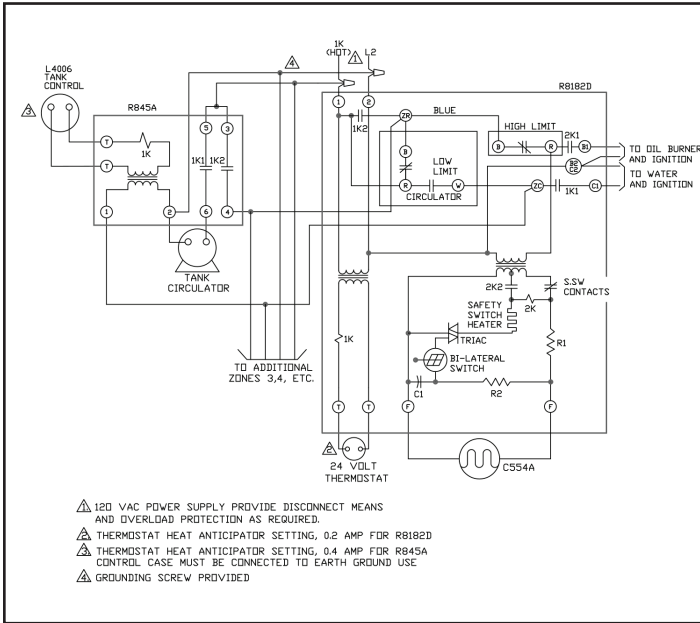 1K
(HOT)
L2
4
1
L4006
TANK
CONTROL
3
R845A
R8182D
T
1K
T
5
3
1K1
1K2
1
2
6
4
TANK
CIRCULATOR
TO ADDITIONAL
ZONES 3,4, ETC.
1
2
1K2
ZR
BLUE
B
LOW
LIMIT
R
W
CIRCULATOR
HIGH LIMIT
B
R
2K1
B1
B2
C2
ZC
1K1
C1
TO OIL BURNER
AND IGNITION
TO WATER
AND IGNITION
1K
T
T
2
24 VOLT
THERMOSTAT
2K2
S.SW
CONTACTS
SAFETY
SWITCH
HEATER
2K
TRIAC
R1
BI-LATERAL
SWITCH
C1
R2
F
F
C554A
1 120 VAC POWER SUPPLY PROVIDE DISCONNECT MEANS
AND OVERLOAD PROTECTION AS REQUIRED.
2 THERMOSTAT HEAT ANTICIPATOR SETTING, 0.2 AMP FOR R8182D
3 THERMOSTAT HEAT ANTICIPATOR SETTING, 0.4 AMP FOR R845A
CONTROL CASE MUST BE CONNECTED TO EARTH GROUND USE
4 GROUNDING SCREW PROVIDED